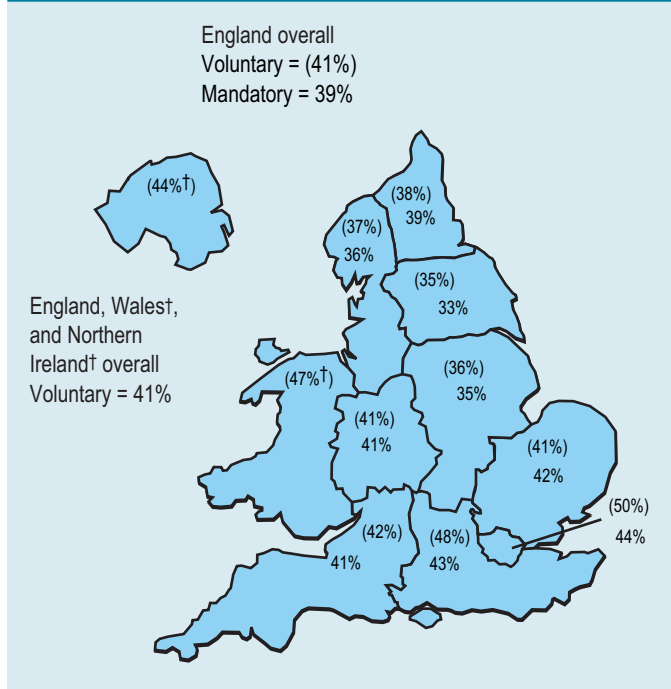 England overall
Voluntary = (41%)
Mandatory = 39%
(44%†)
(38%)
39%
(37%)
36%
England, Wales†,
and Northern
Ireland† overall
Voluntary = 41%
(35%)
33%
(47%†)
(36%)
35%
(41%)
41%
(41%)
42%
(50%)
44%
(42%)
41%
(48%)
43%